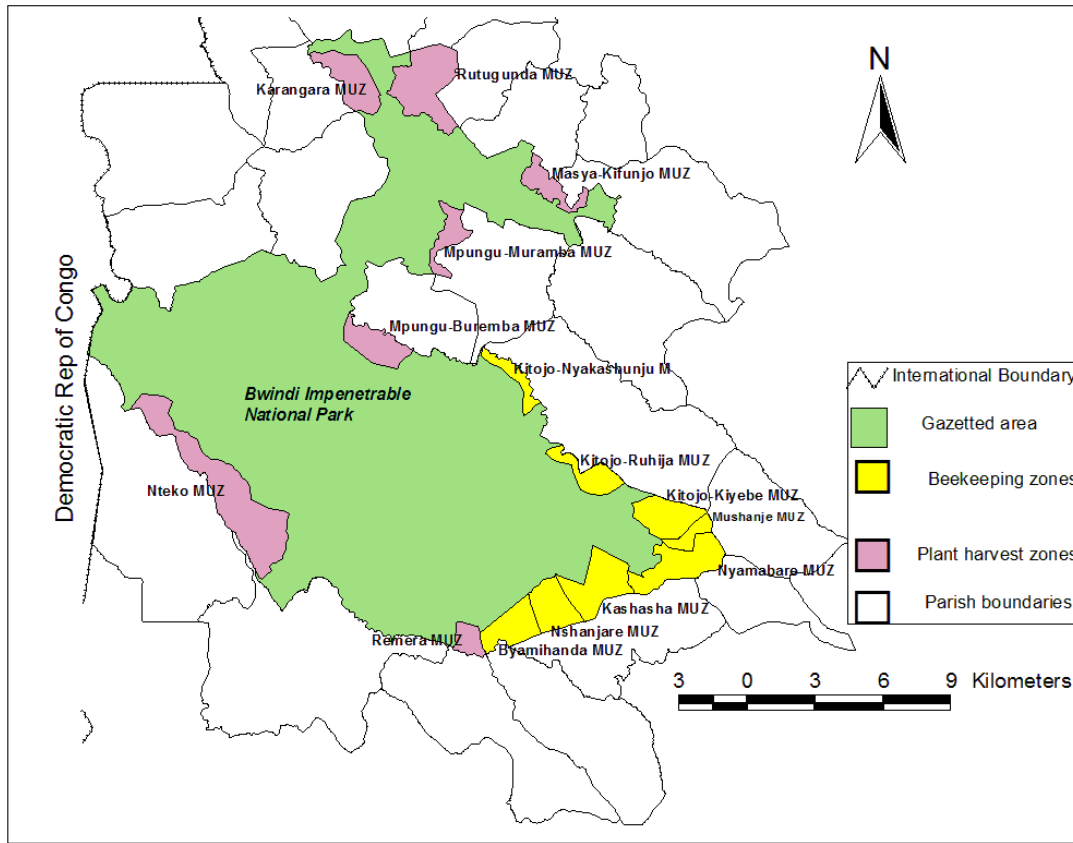 N
Karangara MUZ
Rutugunda MUZ
Masya-Kifunjo MUZ
Mpungu-Muramba MUZ
Mpungu-Buremba MUZ
Kitojo-Nyakashunju M
Democratic Rep of Congo
Bwindi Impenetrable
National Park
Kitojo-Ruhija MUZ
Nteko MUZ
Kitojo-Kiyebe MUZ
Mushanje MUZ
Nyamabare MUZ
Kashasha MUZ
Nshanjare MUZ
Remera MUZ
Byamihanda MUZ
International Boundary
Gazetted area
Beekeeping zones
Plant harvest zones
Parish boundaries
3 0 3 6 9 Kilometers